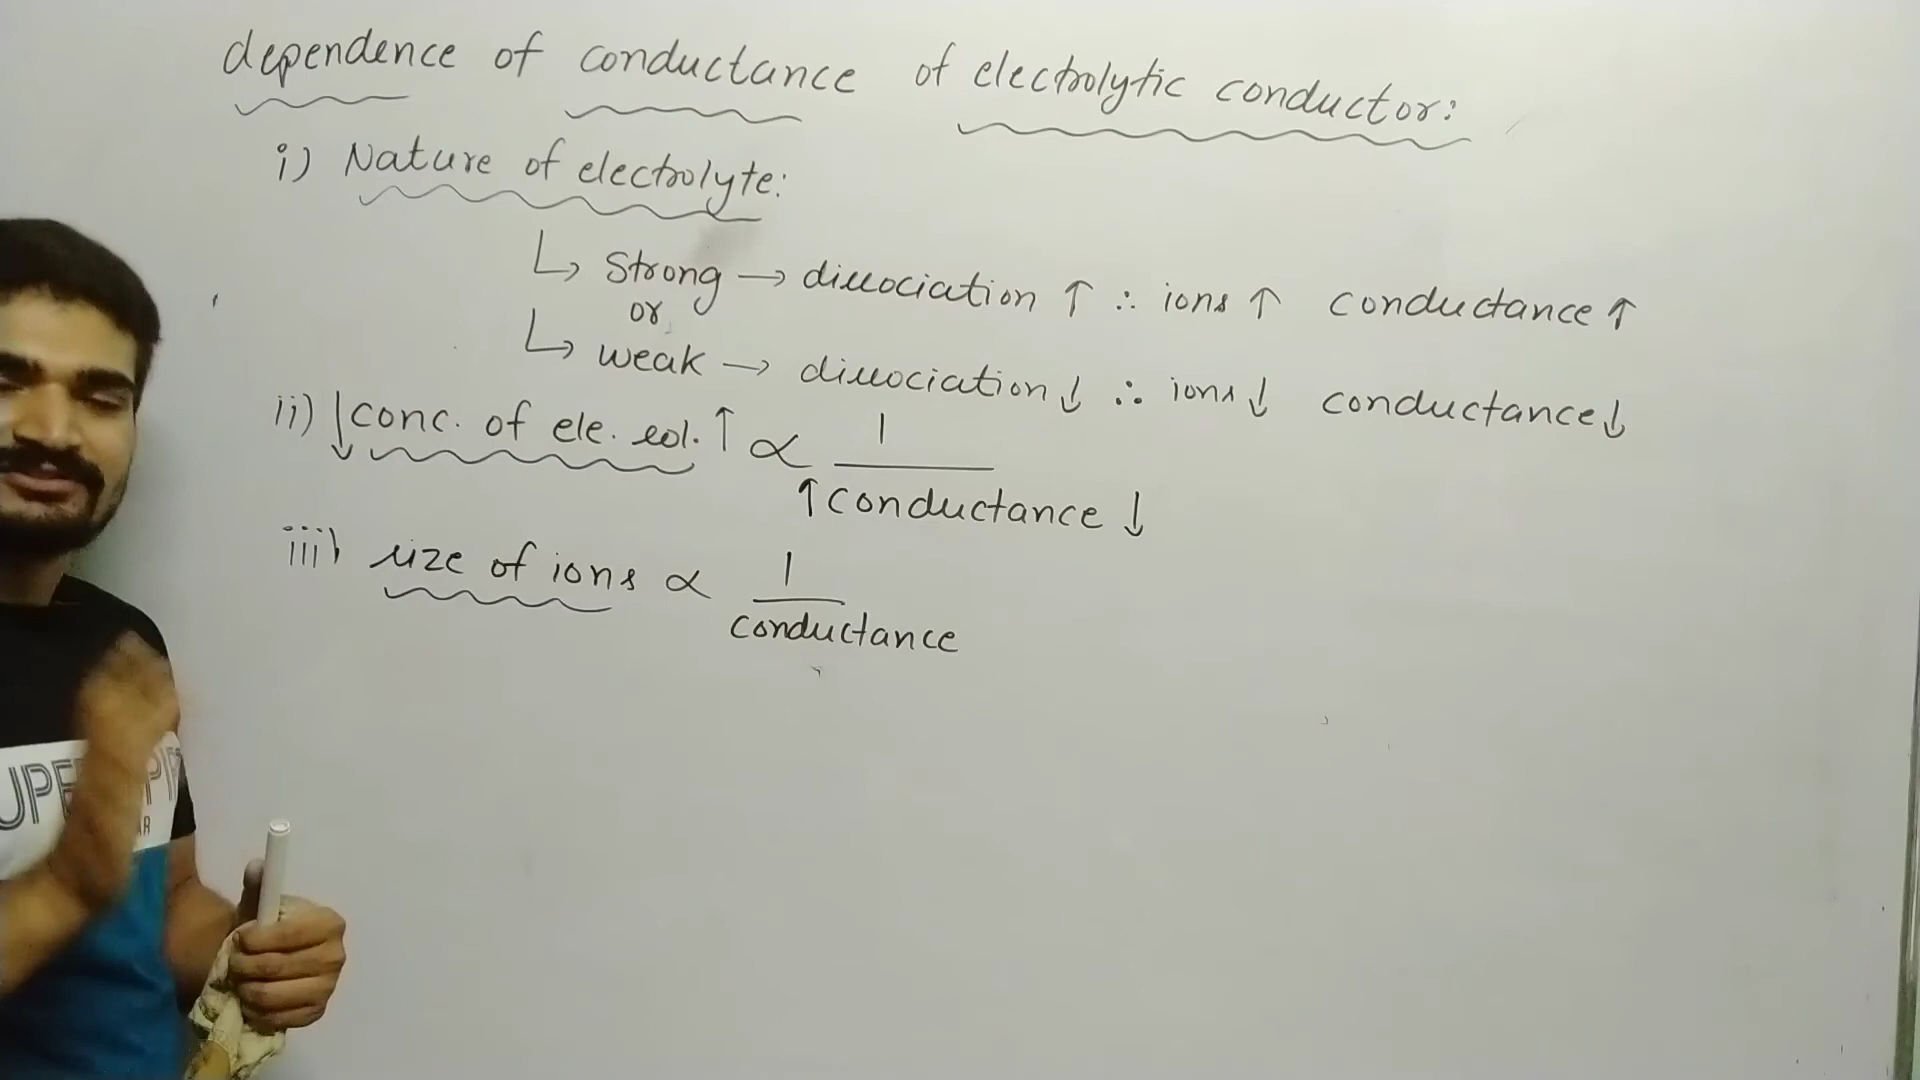 dependence of conductance of electrolytic conductor:
i) Nature of electrolyte:
↳ Strong → dissociation ↑ ∴ ions ↑ conductance ↑
or
↳ weak → dissociation ↓ ∴ ions ↓ conductance ↓
ii) ↓ conc. of ele. sol. ↑ ∝ 1
↑ conductance ↓
iii) size of ions ∝ 1
conductance